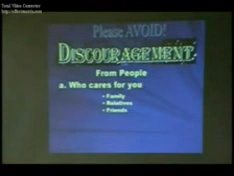 Total Video Converter
http://effectmatrix.com
Please AVOID!
DISCOURAGEMENT
From People
a. Who cares for you
• Family
• Relatives
• Friends